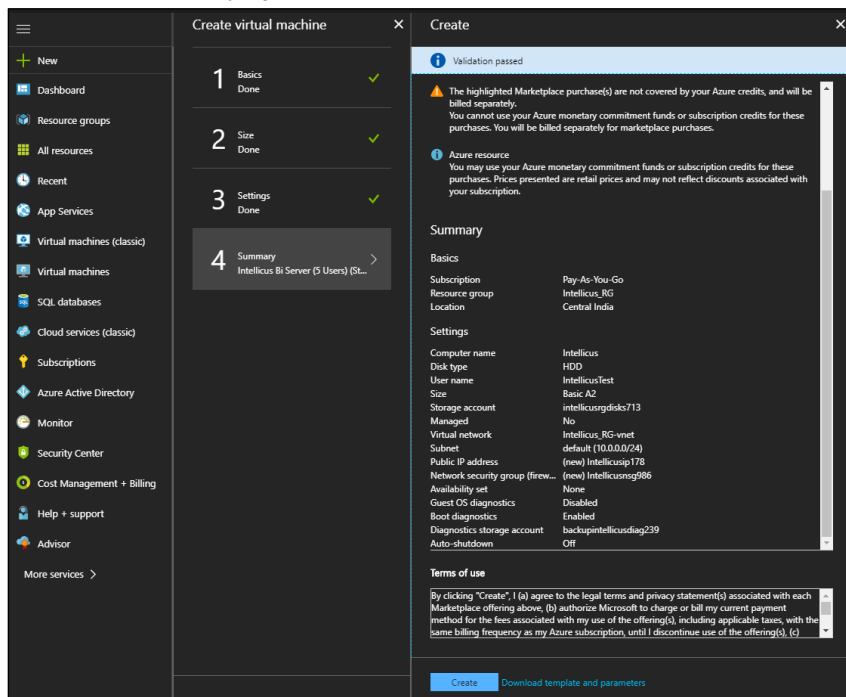 New
Dashboard
Resource groups
All resources
Recent
App Services
Virtual machines (classic)
Virtual machines
SQL databases
Cloud services (classic)
Subscriptions
Azure Active Directory
Monitor
Security Center
Cost Management + Billing
Help + support
Advisor
More services
Create virtual machine
1 Basics
Done
2 Size
Done
3 Settings
Done
4 Summary
Intellicus Bi Server (5 Users) (St...
Create
Validation passed
The highlighted Marketplace purchase(s) are not covered by your Azure credits, and will be
billed separately.
You cannot use your Azure monetary commitment funds or subscription credits for these
purchases. You will be billed separately for marketplace purchases.
Azure resource
You may use your Azure monetary commitment funds or subscription credits for these
purchases. Prices presented are retail prices and may not reflect discounts associated with
your subscription.
Summary
Basics
Subscription Pay-As-You-Go
Resource group Intellicus_RG
Location Central India
Settings
Computer name Intellicus
Disk type HDD
User name IntellicusTest
Size Basic A2
Storage account intellicusrgdisks713
Managed No
Virtual network Intellicus_RG-vnet
Subnet default (10.0.0.0/24)
Public IP address (new) Intellicusip178
Network security group (firew... (new) Intellicusnsg986
Availability set None
Guest OS diagnostics Disabled
Boot diagnostics Enabled
Diagnostics storage account backupintellicusdiag239
Auto-shutdown Off
Terms of use
By clicking "Create", I (a) agree to the legal terms and privacy statement(s) associated with each
Marketplace offering above, (b) authorize Microsoft to charge or bill my current payment
method for the fees associated with my use of the offering(s), including applicable taxes, with the
same billing frequency as my Azure subscription, until I discontinue use of the offering(s), (c)
Create Download template and parameters